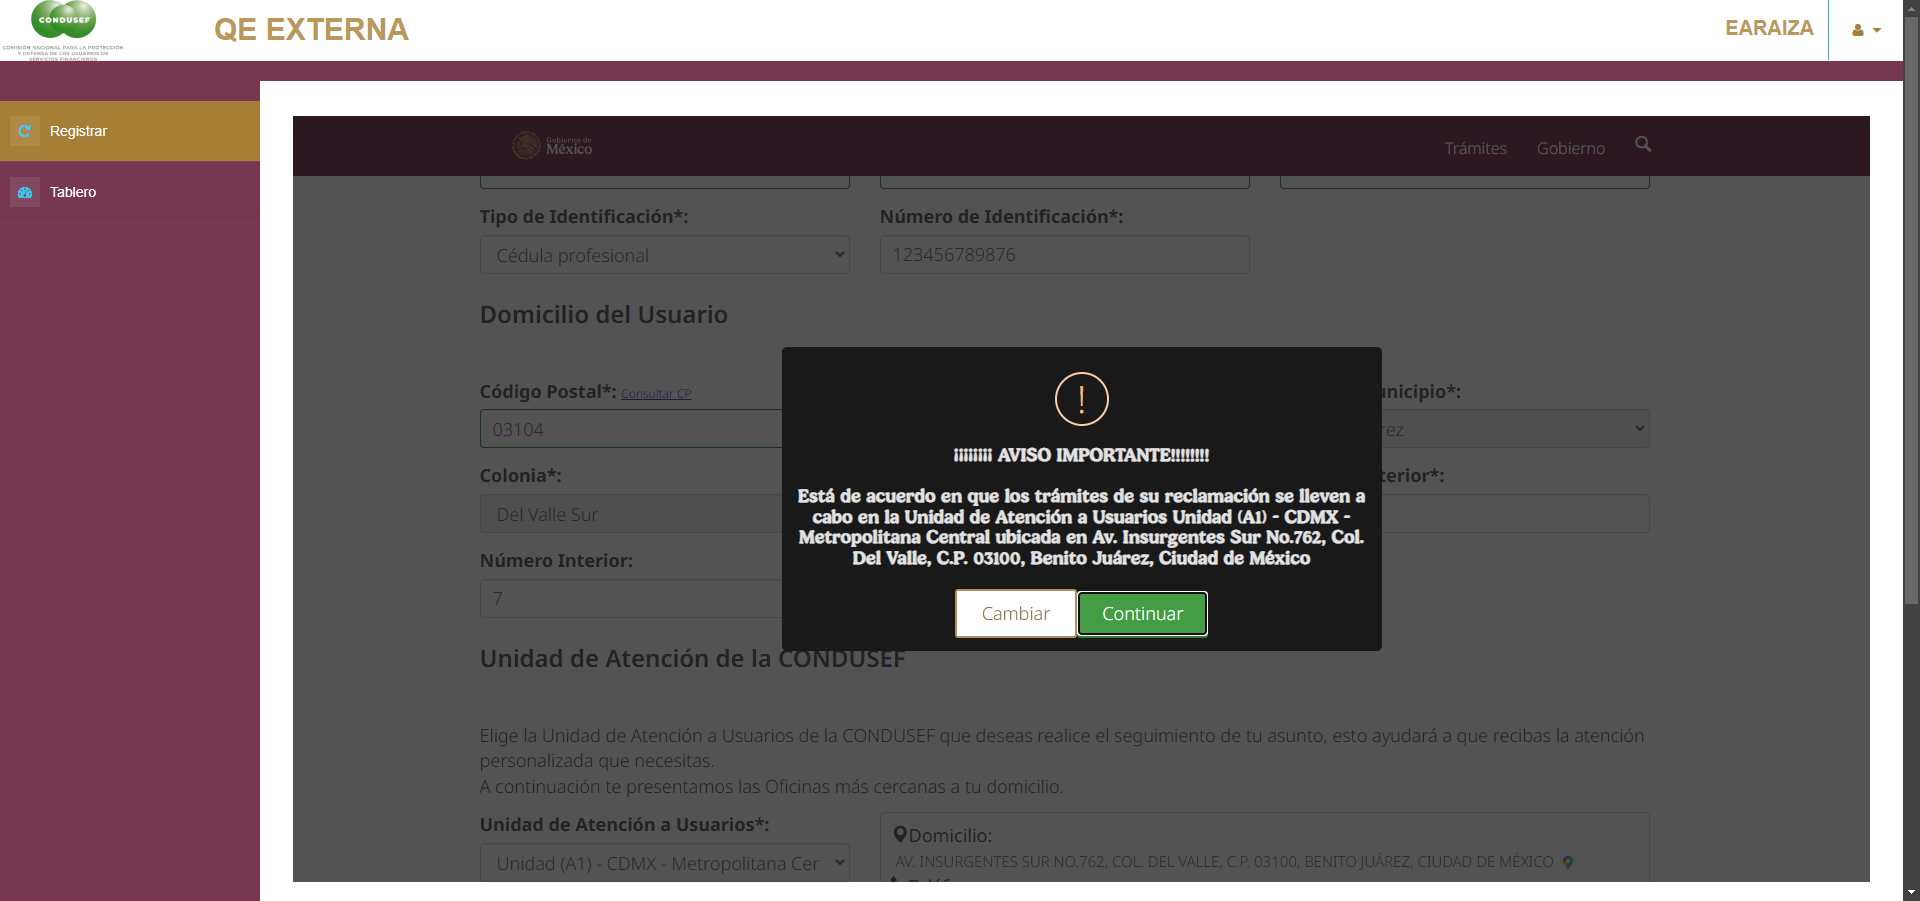 CONDUSEF
COMISIÓN NACIONAL PARA LA PROTECCIÓN
Y DEFENSA DE LOS USUARIOS DE
SERVICIOS FINANCIEROS
QE EXTERNA
EARAIZA
Registrar
Tablero
Gobierno de
México
Trámites
Gobierno
Tipo de Identificación*:
Número de Identificación*:
Cédula profesional
123456789876
Domicilio del Usuario
Código Postal*: Consultar CP
unicipio*:
03104
rez
Colonia*:
terior*:
Del Valle Sur
Número Interior:
7
¡¡¡¡¡¡¡¡ AVISO IMPORTANTE!!!!!!!!
Está de acuerdo en que los trámites de su reclamación se lleven a
cabo en la Unidad de Atención a Usuarios Unidad (A1) - CDMX -
Metropolitana Central ubicada en Av. Insurgentes Sur No.762, Col.
Del Valle, C.P. 03100, Benito Juárez, Ciudad de México
Cambiar
Continuar
Unidad de Atención de la CONDUSEF
Elige la Unidad de Atención a Usuarios de la CONDUSEF que deseas realice el seguimiento de tu asunto, esto ayudará a que recibas la atención
personalizada que necesitas.
A continuación te presentamos las Oficinas más cercanas a tu domicilio.
Unidad de Atención a Usuarios*:
Unidad (A1) - CDMX - Metropolitana Cer
Domicilio:
AV. INSURGENTES SUR NO.762, COL. DEL VALLE, C.P. 03100, BENITO JUÁREZ, CIUDAD DE MÉXICO